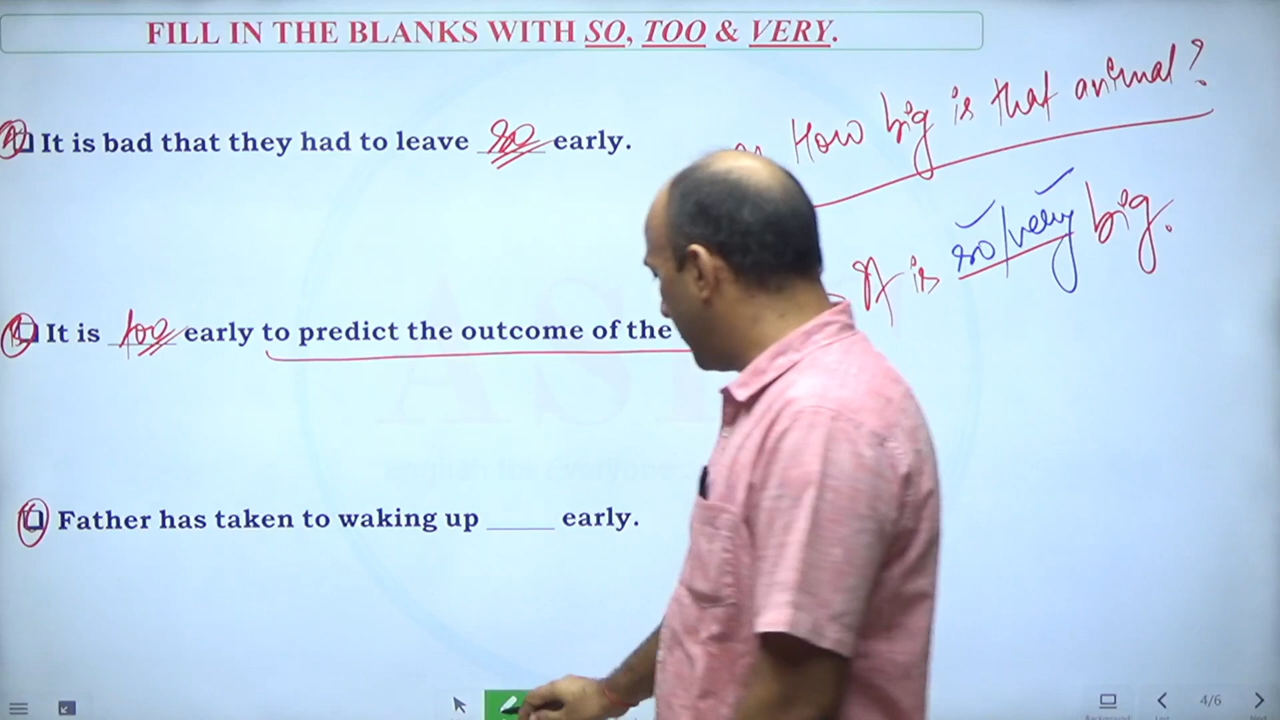 FILL IN THE BLANKS WITH SO, TOO & VERY.
How big is that animal?
It is bad that they had to leave so early.
It is so/very big.
It is too early to predict the outcome of the
Father has taken to waking up _____ early.
4/6